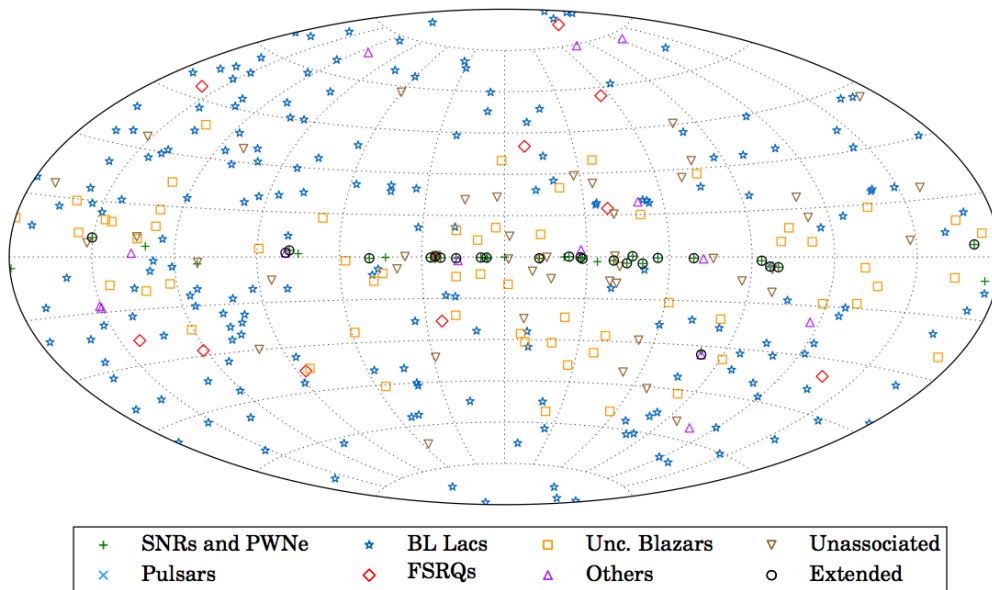 SNRs and PWNe BL Lacs Unc. Blazars Unassociated
Pulsars FSRQs Others Extended